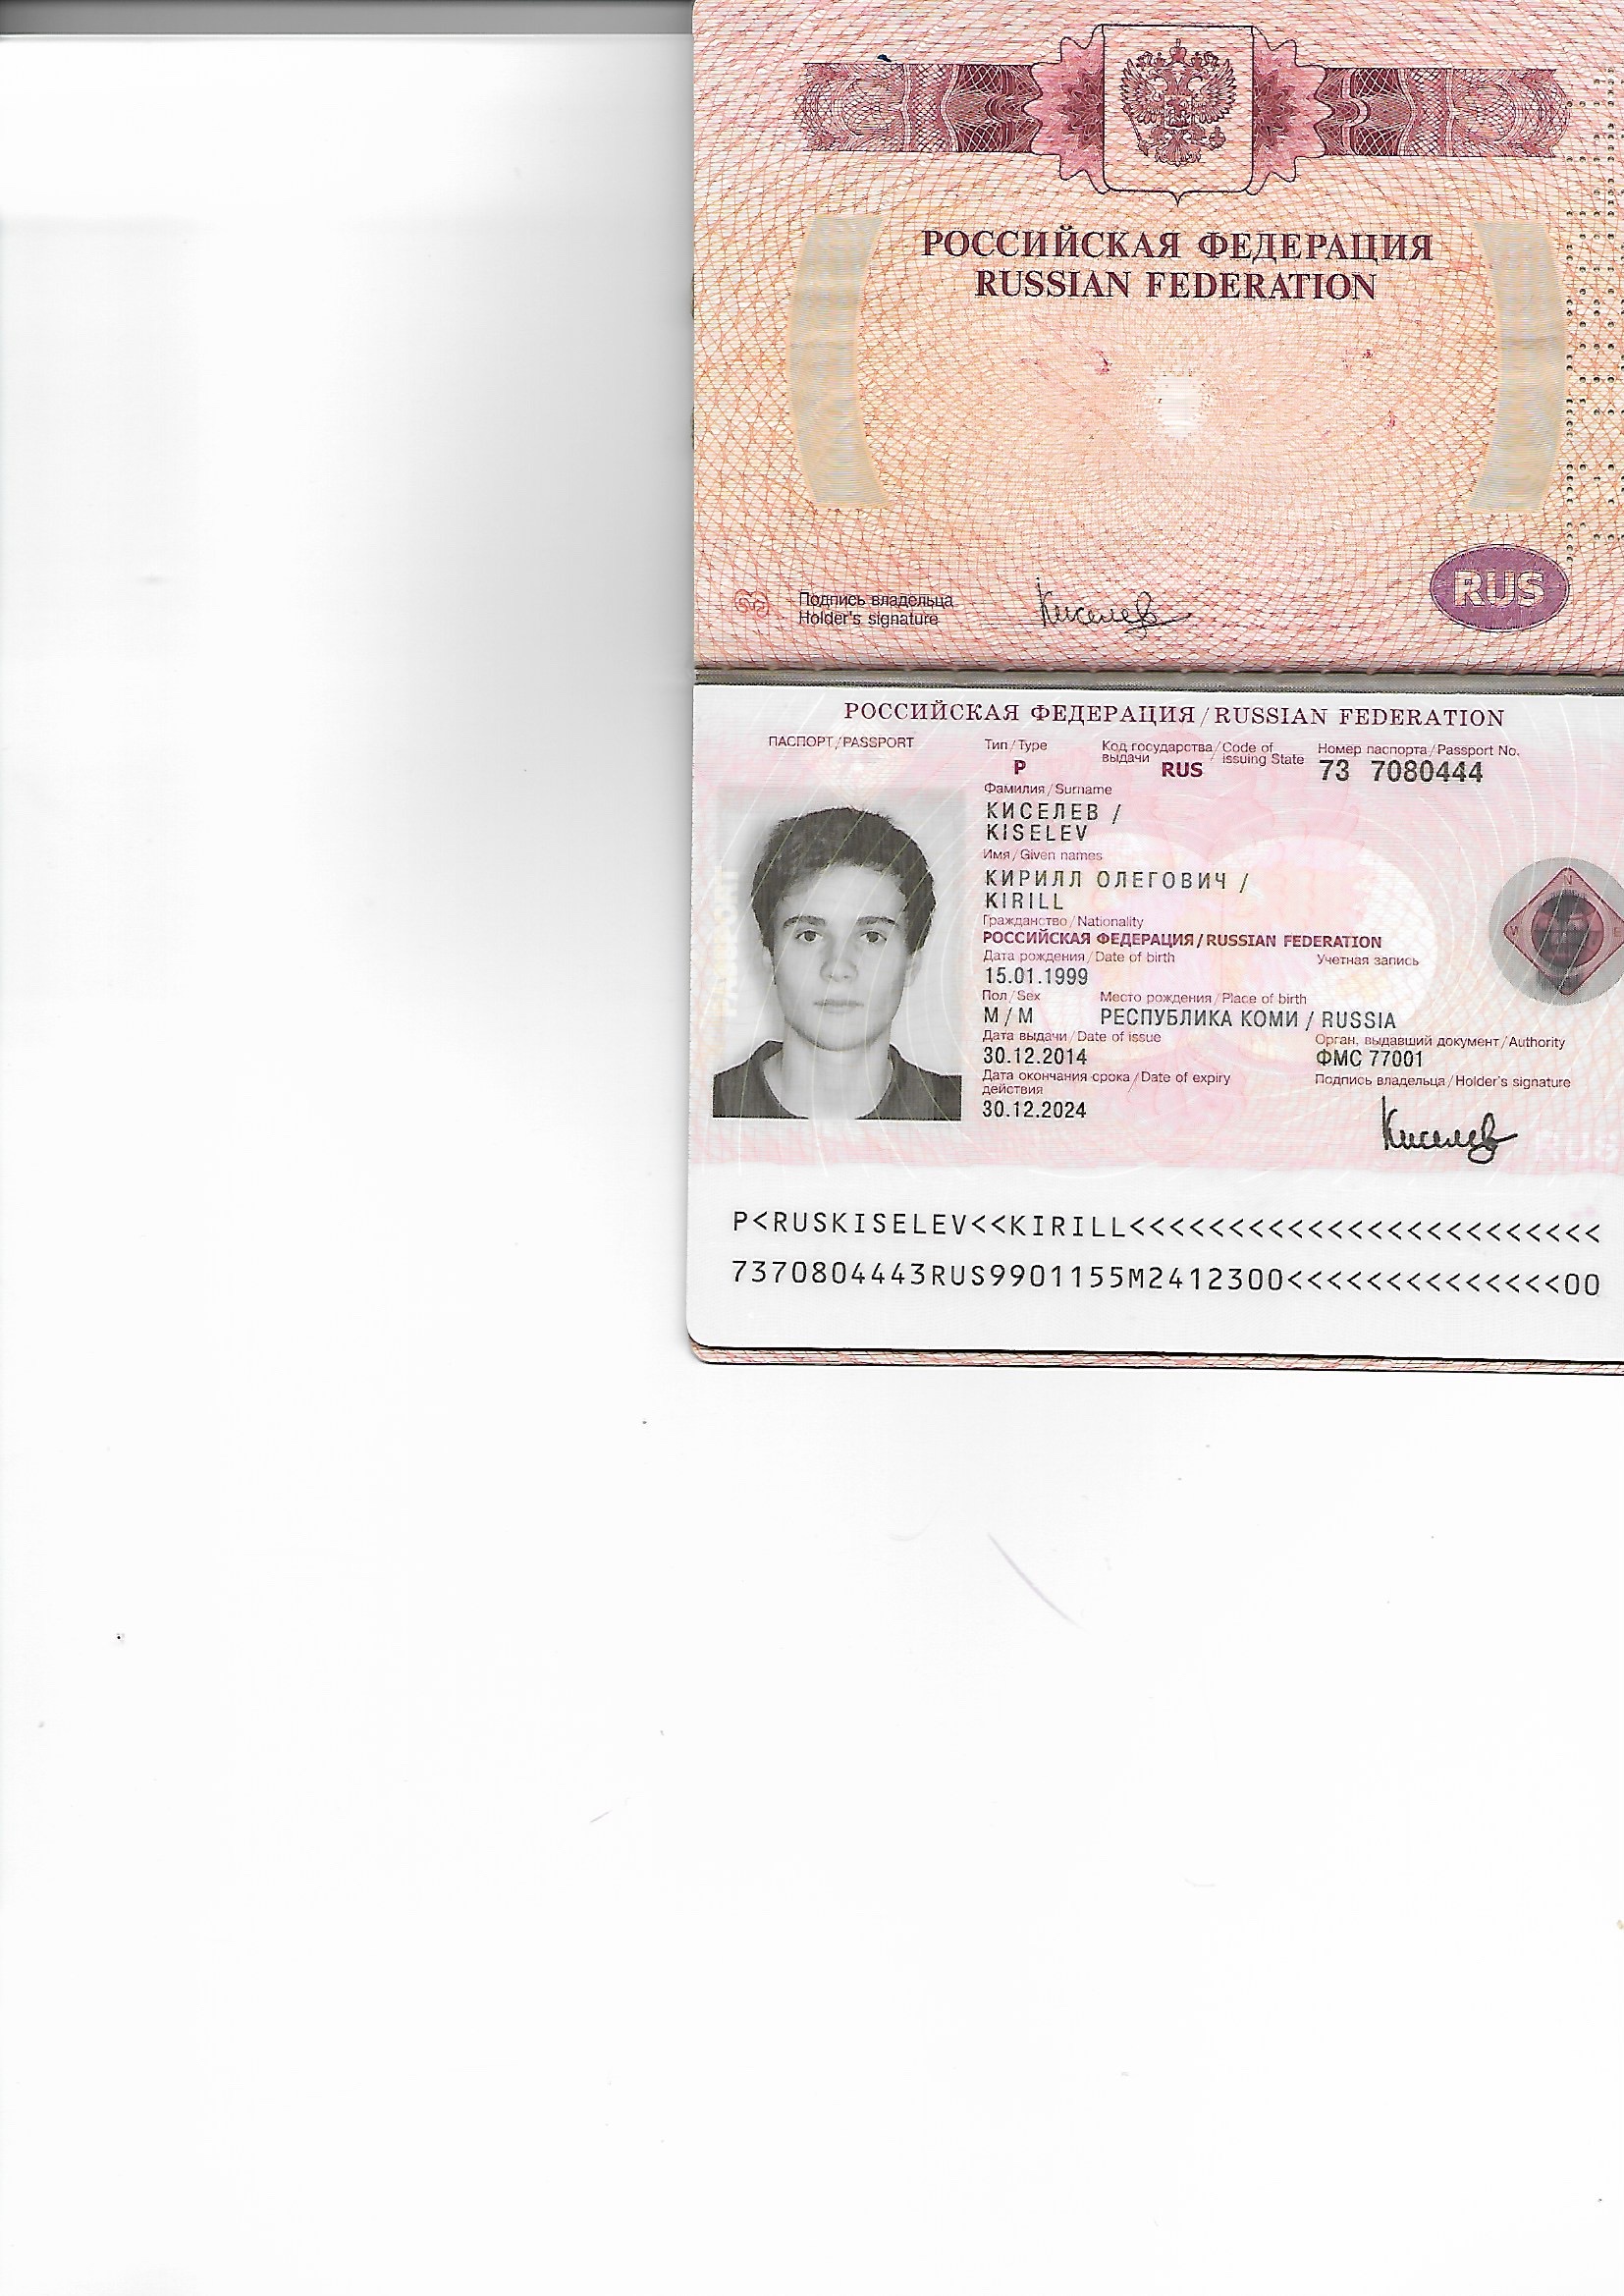 РОССИЙСКАЯ ФЕДЕРАЦИЯ
RUSSIAN FEDERATION
Подпись владельца
Holder's signature
Киселев
RUS
РОССИЙСКАЯ ФЕДЕРАЦИЯ / RUSSIAN FEDERATION
ПАСПОРТ / PASSPORT
Тип / Type
P
Код государства / Code of
выдачи issuing State
RUS
Номер паспорта / Passport No.
73 7080444
Фамилия / Surname
КИСЕЛЕВ /
KISELEV
Имя / Given names
КИРИЛЛ ОЛЕГОВИЧ /
KIRILL
Гражданство / Nationality
РОССИЙСКАЯ ФЕДЕРАЦИЯ / RUSSIAN FEDERATION
Дата рождения / Date of birth
Учетная запись
15.01.1999
Пол / Sex
Место рождения / Place of birth
М / M
РЕСПУБЛИКА КОМИ / RUSSIA
Дата выдачи / Date of issue
Орган, выдавший документ / Authority
30.12.2014
ФМС 77001
Дата окончания срока / Date of expiry
действия
Подпись владельца / Holder's signature
30.12.2024
Киселев
RUS
P<RUSKISELEV<<KIRILL<<<<<<<<<<<<<<<<<<<<<<<<
7370804443RUS9901155M2412300<<<<<<<<<<<<<<00